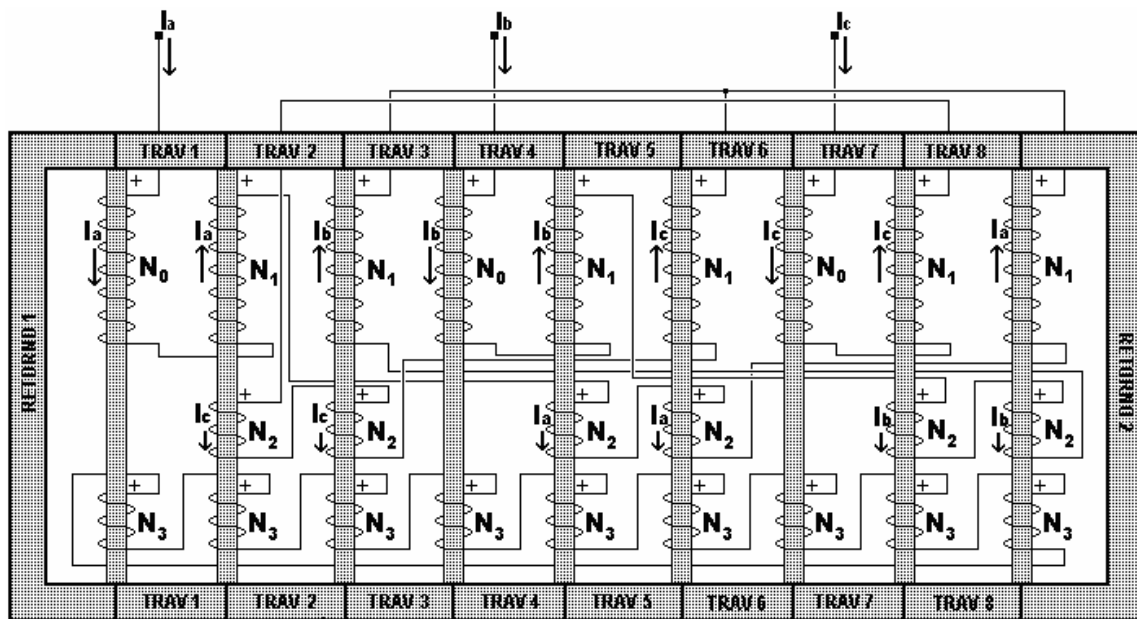 Ia Ib Ic
TRAV 1 TRAV 2 TRAV 3 TRAV 4 TRAV 5 TRAV 6 TRAV 7 TRAV 8
+ + + + + + + + +
Ia Ia Ib Ib Ib Ic Ic Ic Ia
N0 N1 N1 N0 N1 N1 N0 N1 N1
RETORNO 1
RETORNO 2
+ + + + + +
Ic Ic Ia Ia Ib Ib
N2 N2 N2 N2 N2 N2
+ + + + + + + + +
N3 N3 N3 N3 N3 N3 N3 N3 N3
TRAV 1 TRAV 2 TRAV 3 TRAV 4 TRAV 5 TRAV 6 TRAV 7 TRAV 8